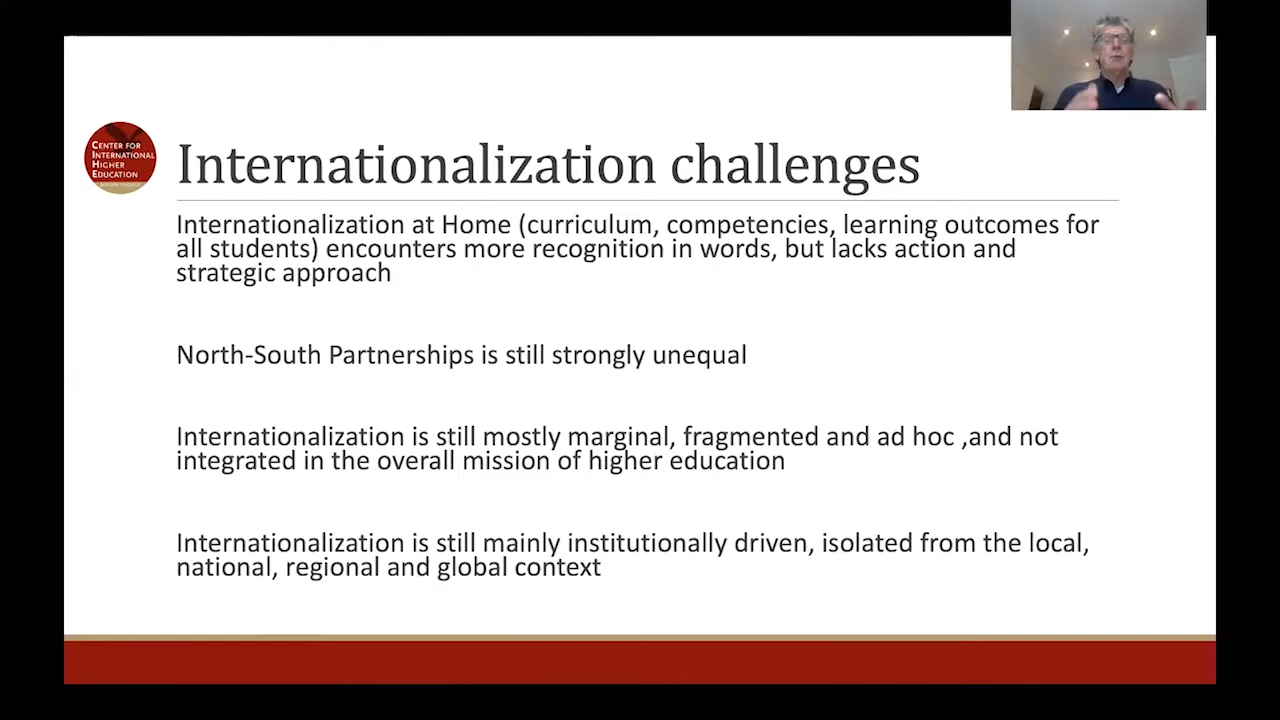 CENTER FOR
INTERNATIONAL
HIGHER
EDUCATION
BOSTON COLLEGE
Internationalization challenges
Internationalization at Home (curriculum, competencies, learning outcomes for
all students) encounters more recognition in words, but lacks action and
strategic approach
North-South Partnerships is still strongly unequal
Internationalization is still mostly marginal, fragmented and ad hoc ,and not
integrated in the overall mission of higher education
Internationalization is still mainly institutionally driven, isolated from the local,
national, regional and global context